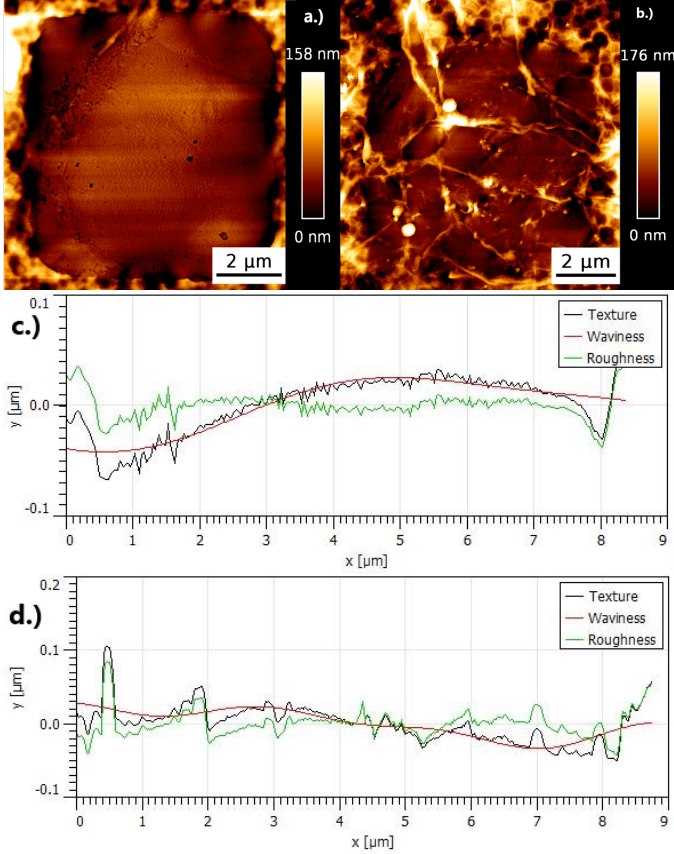 a.)
158 nm
0 nm
2 µm
b.)
176 nm
0 nm
2 µm
c.)
0.1
0.0
-0.1
y [µm]
Texture
Waviness
Roughness
0 1 2 3 4 5 6 7 8 9
x [µm]
d.)
0.2
0.1
0.0
-0.1
y [µm]
Texture
Waviness
Roughness
0 1 2 3 4 5 6 7 8 9
x [µm]